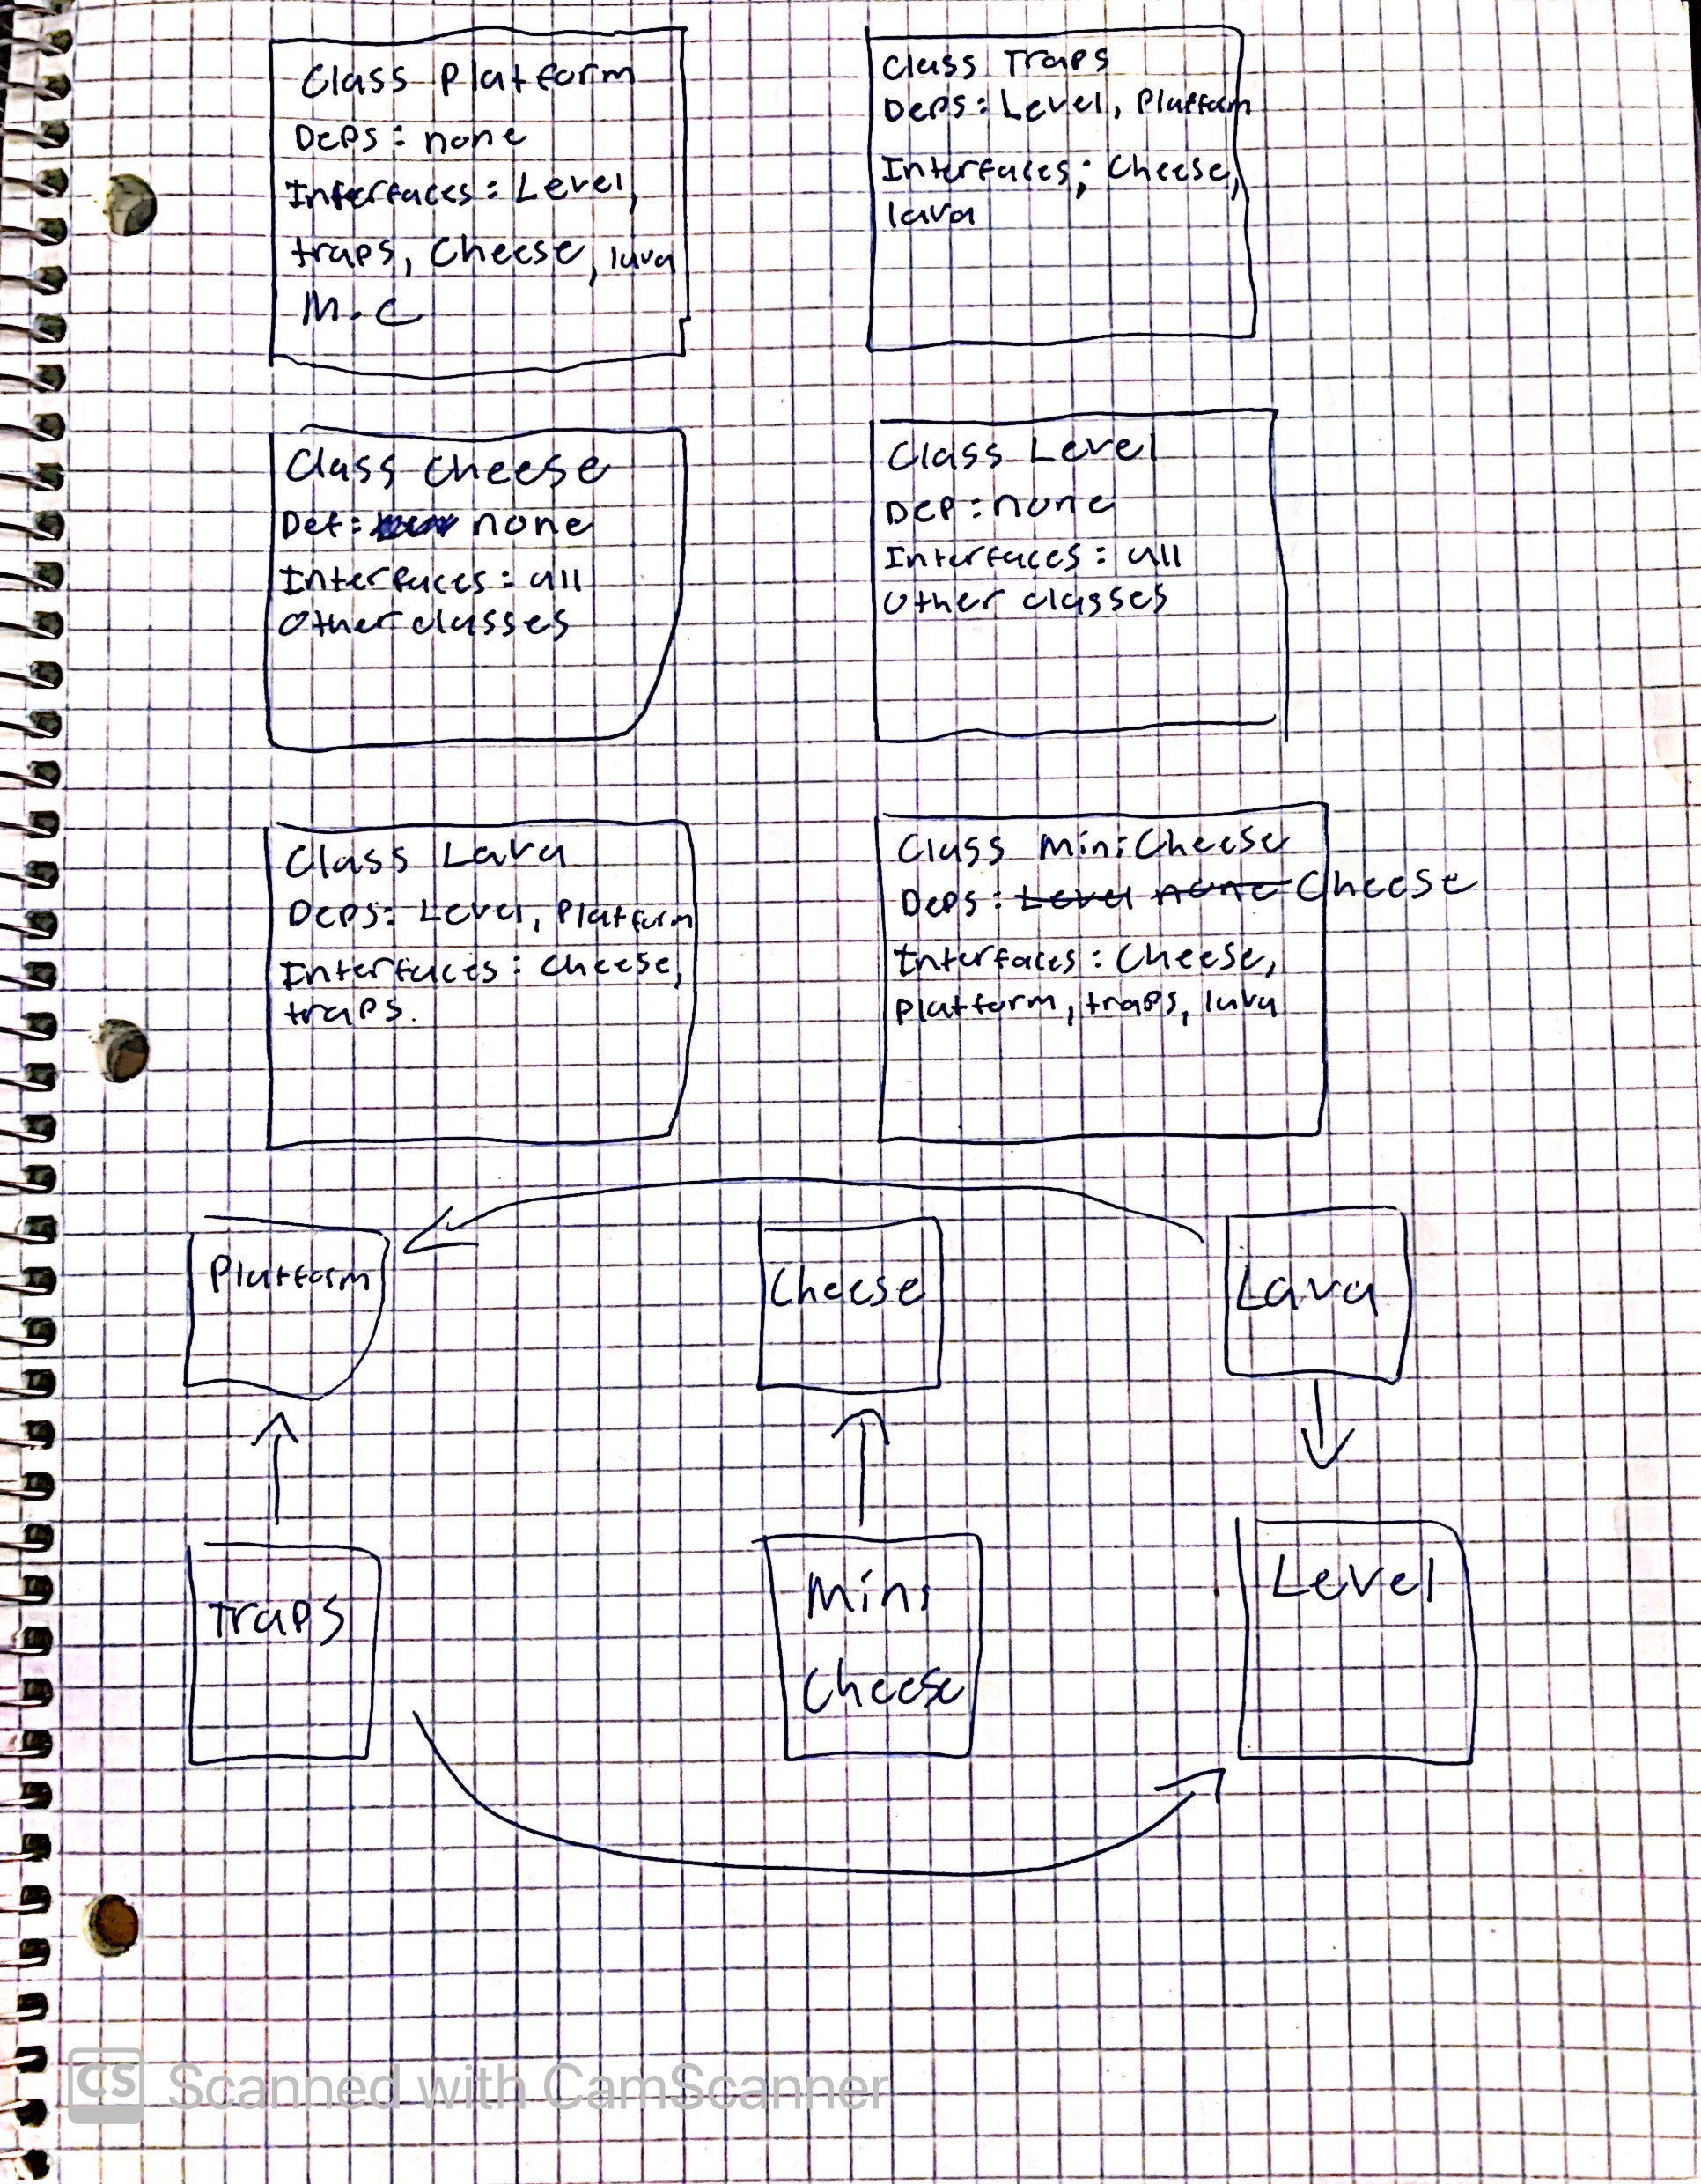 Class Platform
Deps: none
Interfaces: Level,
traps, Cheese, lava
M.C
Class Traps
Deps: Level, Platform
Interfaces: Cheese,
lava
Class Cheese
Def: none
Interfaces: all
Other classes
Class Level
Dep: none
Interfaces: all
Other classes
Class Lava
Deps: Level, Platform
Interfaces: Cheese,
traps.
Class MiniCheese
Deps: Level none Cheese
Interfaces: Cheese,
Platform, traps, lava
Platform
Cheese
Lava
Traps
Mini
Cheese
Level
CS Scanned with CamScanner